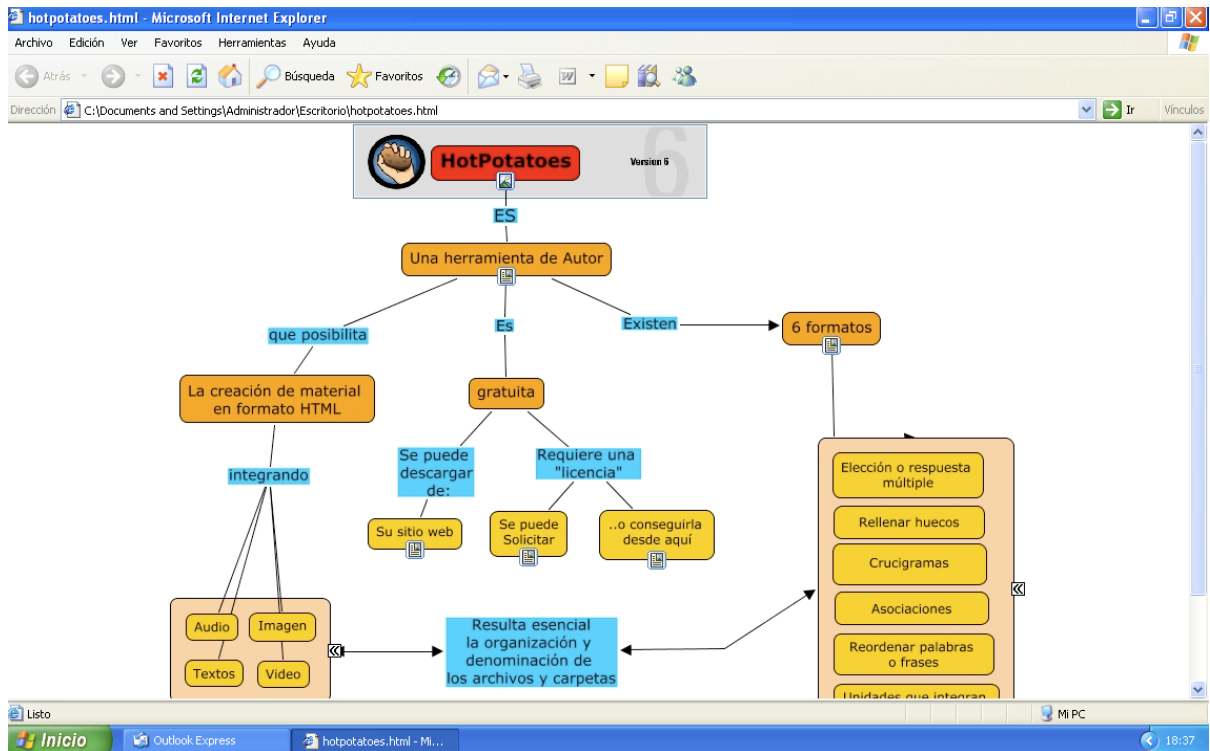 hotpotatoes.html - Microsoft Internet Explorer
Archivo Edición Ver Favoritos Herramientas Ayuda
Atrás Búsqueda Favoritos
Dirección C:\Documents and Settings\Administrador\Escritorio\hotpotatoes.html Ir Vínculos
HotPotatoes
Version 6
6
ES
Una herramienta de Autor
que posibilita
Es
Existen
6 formatos
La creación de material
en formato HTML
gratuita
integrando
Se puede
descargar
de:
Requiere una
"licencia"
Su sitio web
Se puede
Solicitar
..o conseguirla
desde aquí
Elección o respuesta
múltiple
Rellenar huecos
Crucigramas
Asociaciones
Reordenar palabras
o frases
Unidades que integran
Audio
Imagen
Textos
Video
Resulta esencial
la organización y
denominación de
los archivos y carpetas
Listo
Mi PC
Inicio
Outlook Express
hotpotatoes.html - Mi...
18:37